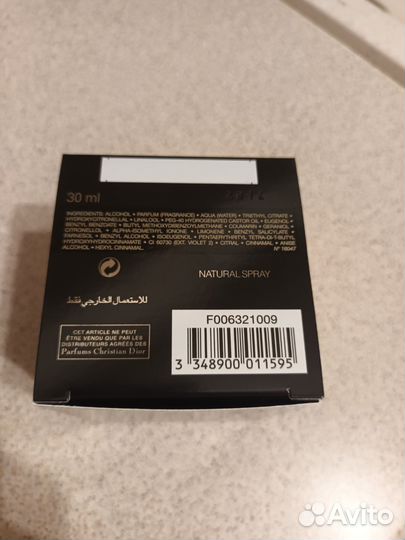 30 ml
INGREDIENTS: ALCOHOL • PARFUM (FRAGRANCE) • AQUA (WATER) • TRIETHYL CITRATE
• HYDROXYCITRONELLAL • LINALOOL • PEG-40 HYDROGENATED CASTOR OIL • EUGENOL •
BENZYL BENZOATE • BUTYL METHOXYDIBENZOYLMETHANE • COUMARIN • GERANIOL •
CITRONELLOL • ALPHA-ISOMETHYL IONONE • LIMONENE • BENZYL SALICYLATE •
FARNESOL • BENZYL ALCOHOL • ISOEUGENOL • PENTAERYTHRITYL TETRA-DI-T-BUTYL
HYDROXYHYDROCINNAMATE • CI 60730 (EXT. VIOLET 2) • CITRAL • CINNAMAL • ANISE
ALCOHOL • HEXYL CINNAMAL
N° 16047
NATURAL SPRAY
للاستعمال الخارجي فقط
CET ARTICLE NE PEUT
ÊTRE VENDU QUE PAR LES
DISTRIBUTEURS AGRÉÉS DE
Parfums Christian Dior
F006321009
3 348900 011595
Avito